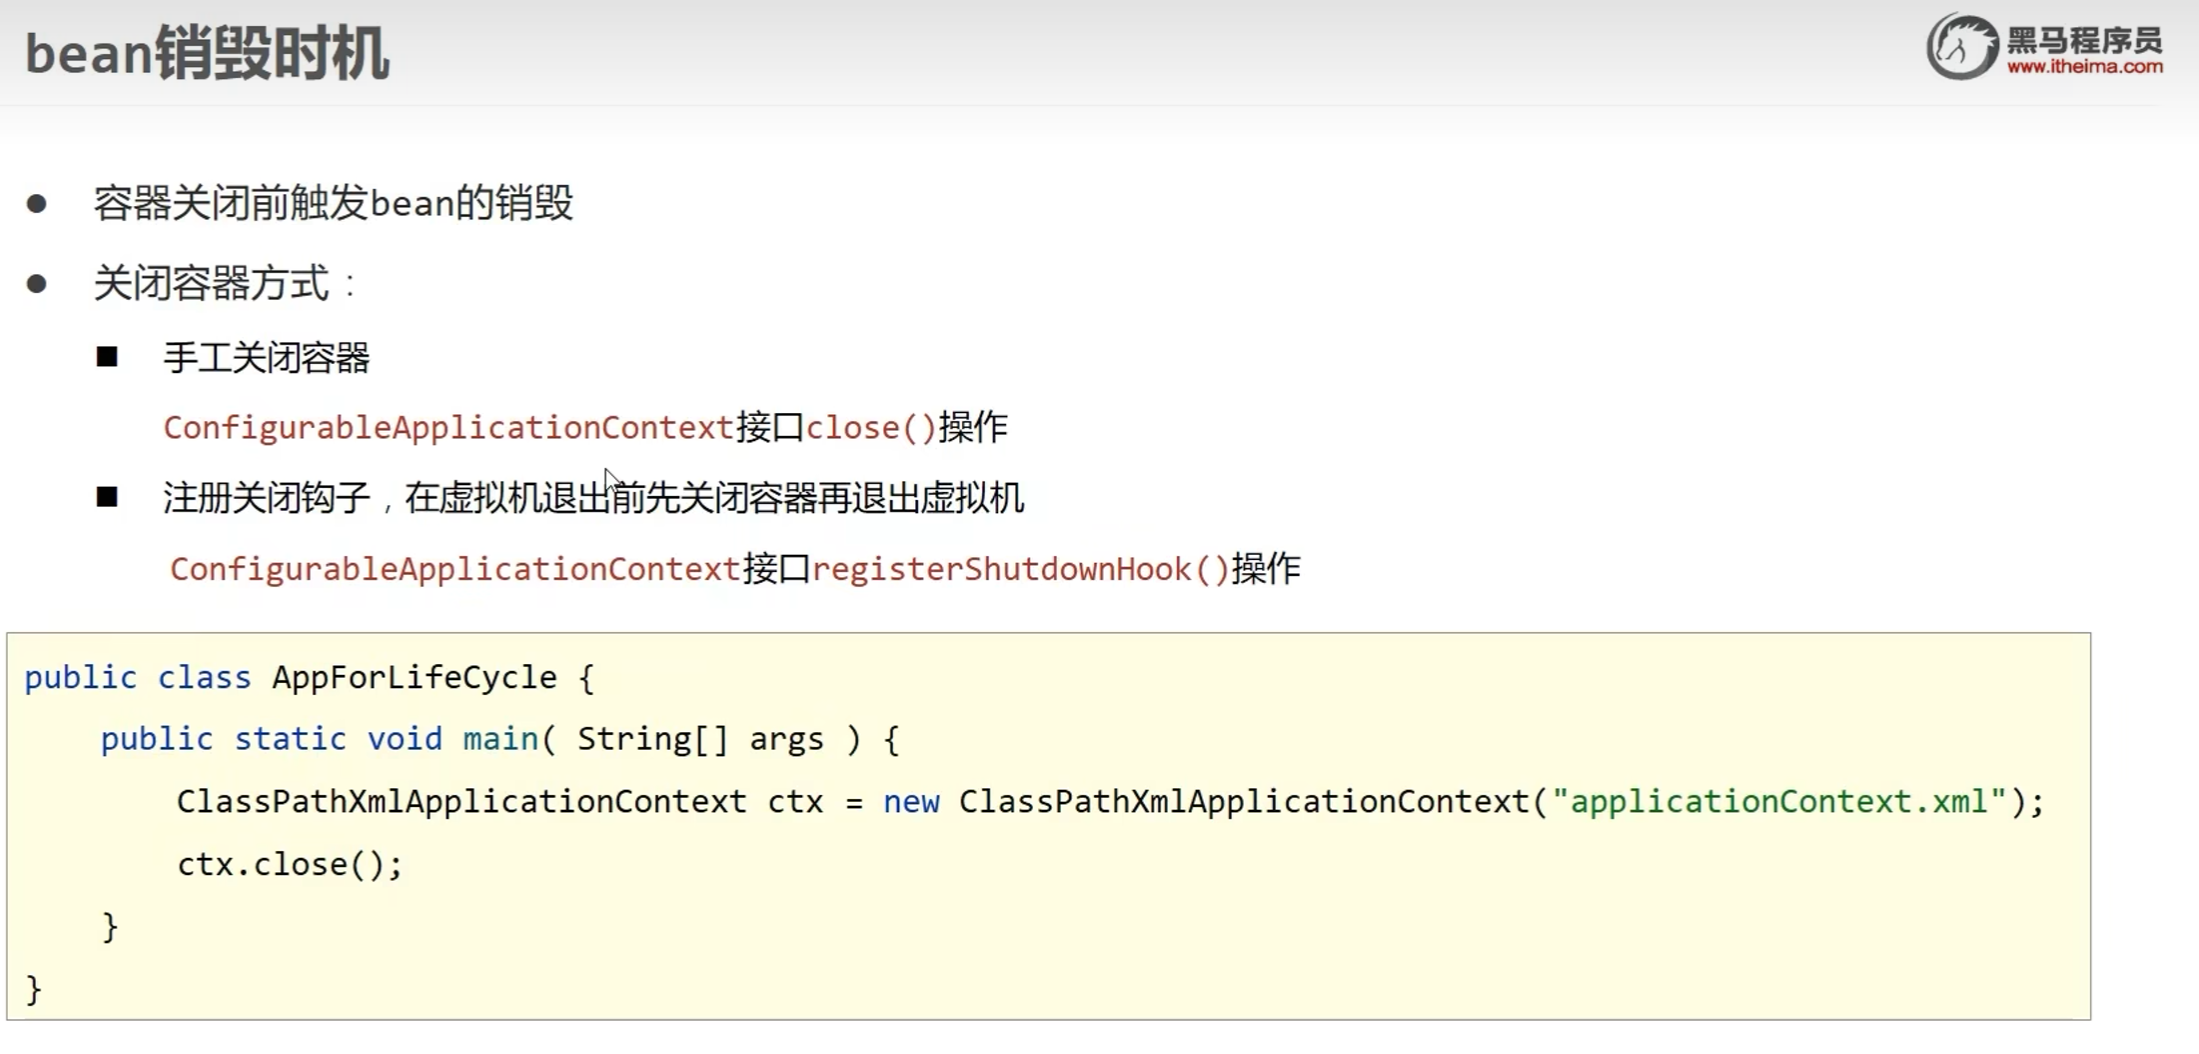 bean销毁时机
黑马程序员
www.itheima.com
● 容器关闭前触发bean的销毁
● 关闭容器方式：
■ 手工关闭容器
ConfigurableApplicationContext接口close()操作
■ 注册关闭钩子，在虚拟机退出前先关闭容器再退出虚拟机
ConfigurableApplicationContext接口registerShutdownHook()操作
public class AppForLifeCycle {
    public static void main( String[] args ) {
        ClassPathXmlApplicationContext ctx = new ClassPathXmlApplicationContext("applicationContext.xml");
        ctx.close();
    }
}